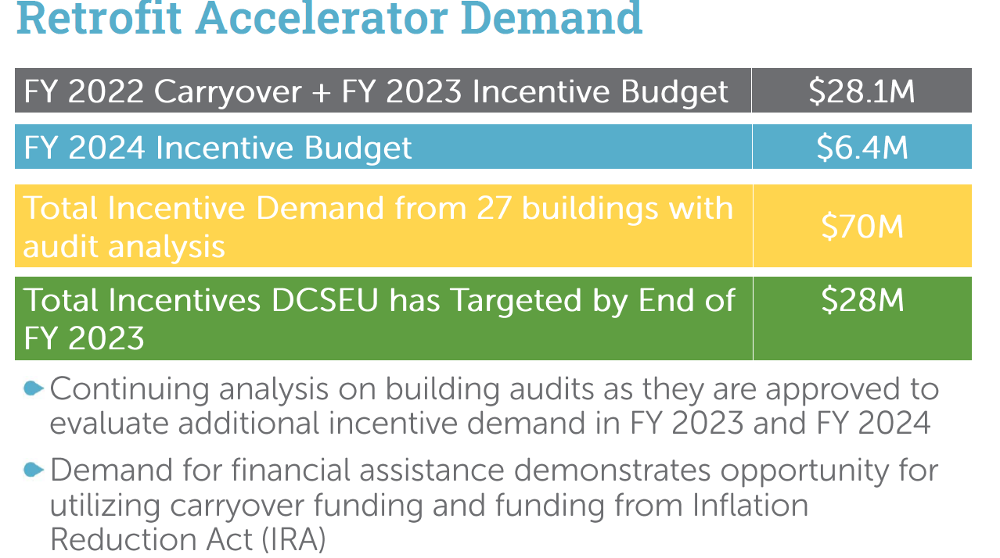 Retrofit Accelerator Demand
FY 2022 Carryover + FY 2023 Incentive Budget
$28.1M
FY 2024 Incentive Budget
$6.4M
Total Incentive Demand from 27 buildings with
audit analysis
$70M
Total Incentives DCSEU has Targeted by End of
FY 2023
$28M
Continuing analysis on building audits as they are approved to
evaluate additional incentive demand in FY 2023 and FY 2024
Demand for financial assistance demonstrates opportunity for
utilizing carryover funding and funding from Inflation
Reduction Act (IRA)